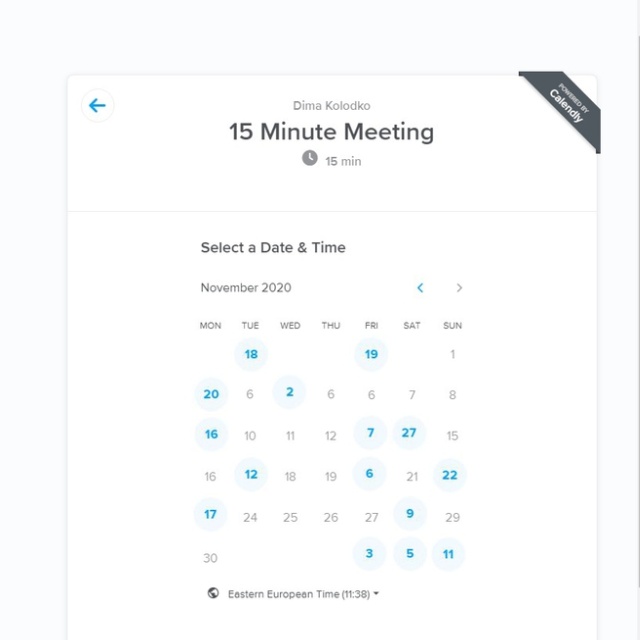 Dima Kolodko
POWERED BY
Calendly
15 Minute Meeting
15 min
Select a Date & Time
November 2020
MON TUE WED THU FRI SAT SUN
18 19 1
20 6 2 6 6 7 8
16 10 11 12 7 27 15
16 12 18 19 6 21 22
17 24 25 26 27 9 29
30 3 5 11
Eastern European Time (11:38)